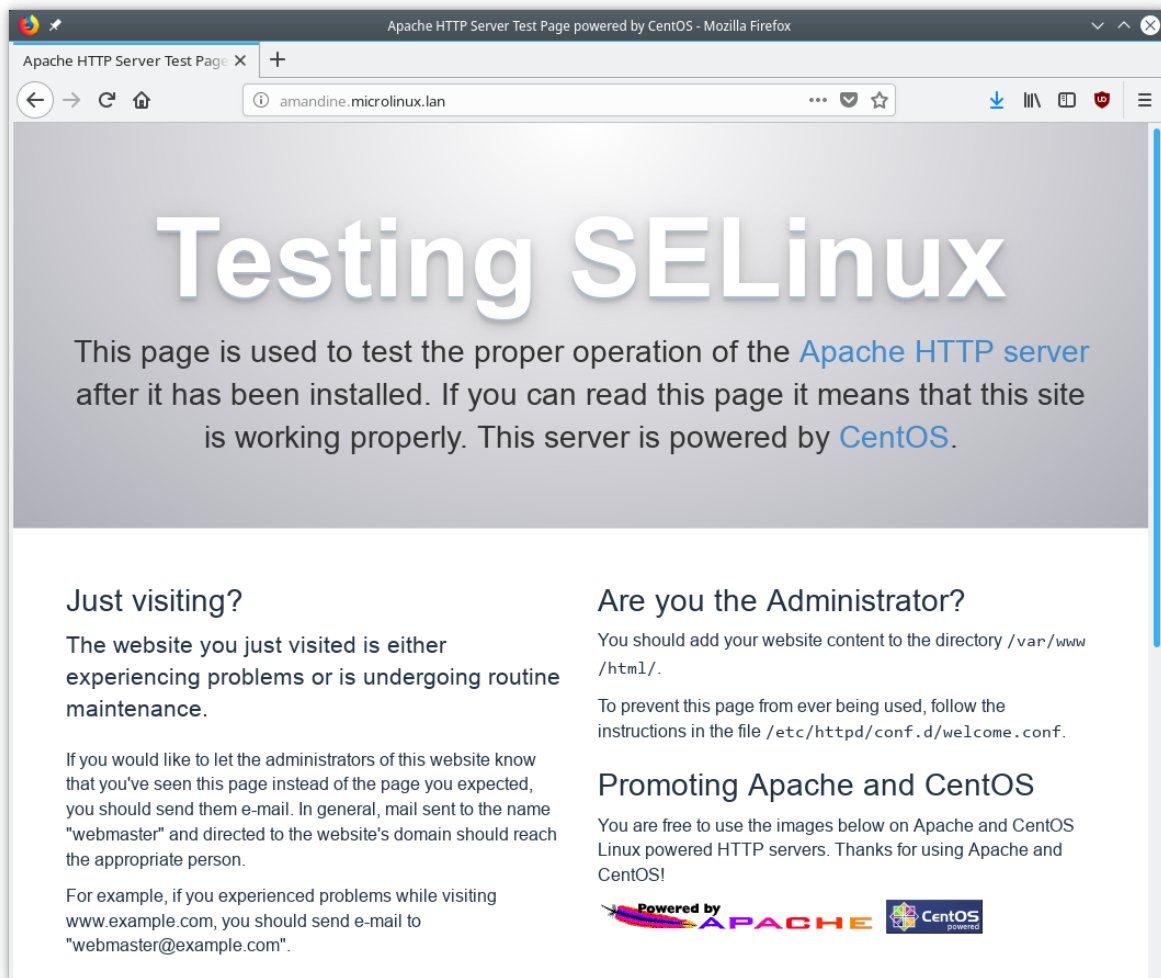 Apache HTTP Server Test Page powered by CentOS - Mozilla Firefox
Apache HTTP Server Test Page
amandine.microlinux.lan
Testing SELinux
This page is used to test the proper operation of the Apache HTTP server
after it has been installed. If you can read this page it means that this site
is working properly. This server is powered by CentOS.
Just visiting?
The website you just visited is either
experiencing problems or is undergoing routine
maintenance.
If you would like to let the administrators of this website know
that you've seen this page instead of the page you expected,
you should send them e-mail. In general, mail sent to the name
"webmaster" and directed to the website's domain should reach
the appropriate person.
For example, if you experienced problems while visiting
www.example.com, you should send e-mail to
"webmaster@example.com".
Are you the Administrator?
You should add your website content to the directory /var/www
/html/.
To prevent this page from ever being used, follow the
instructions in the file /etc/httpd/conf.d/welcome.conf.
Promoting Apache and CentOS
You are free to use the images below on Apache and CentOS
Linux powered HTTP servers. Thanks for using Apache and
CentOS!
Powered by
APACHE
CentOS
powered